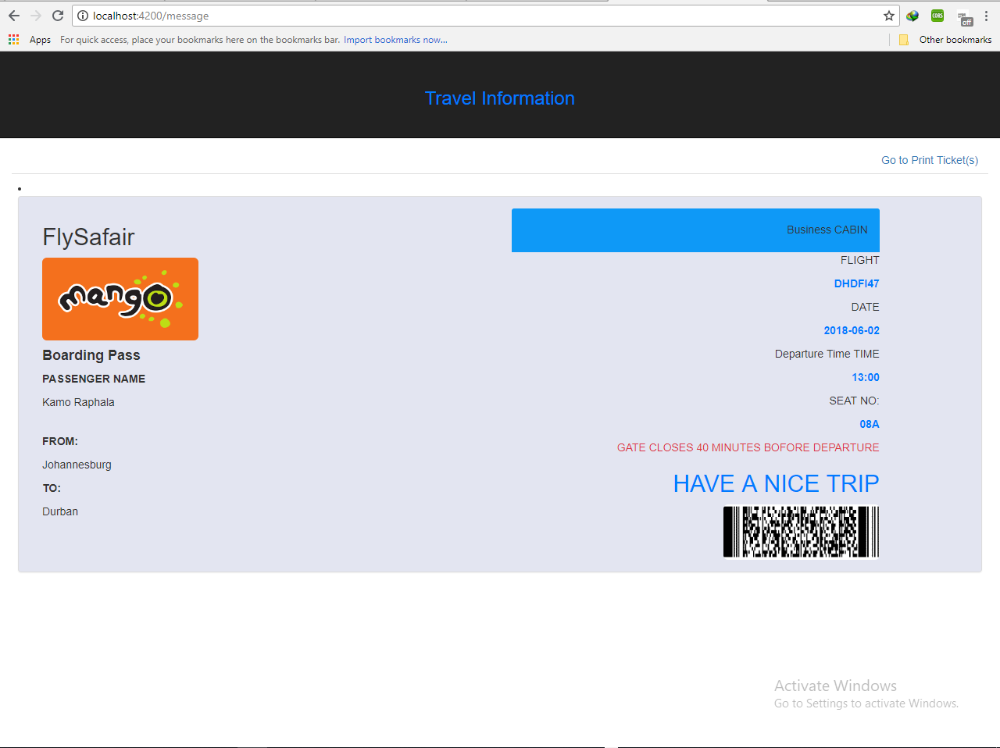 localhost:4200/message
CORS
off
Apps For quick access, place your bookmarks here on the bookmarks bar. Import bookmarks now... Other bookmarks
Travel Information
Go to Print Ticket(s)
FlySafair
mango
Boarding Pass
PASSENGER NAME
Kamo Raphala
FROM:
Johannesburg
TO:
Durban
Business CABIN
FLIGHT
DHDFI47
DATE
2018-06-02
Departure Time TIME
13:00
SEAT NO:
08A
GATE CLOSES 40 MINUTES BOFORE DEPARTURE
HAVE A NICE TRIP
Activate Windows
Go to Settings to activate Windows.